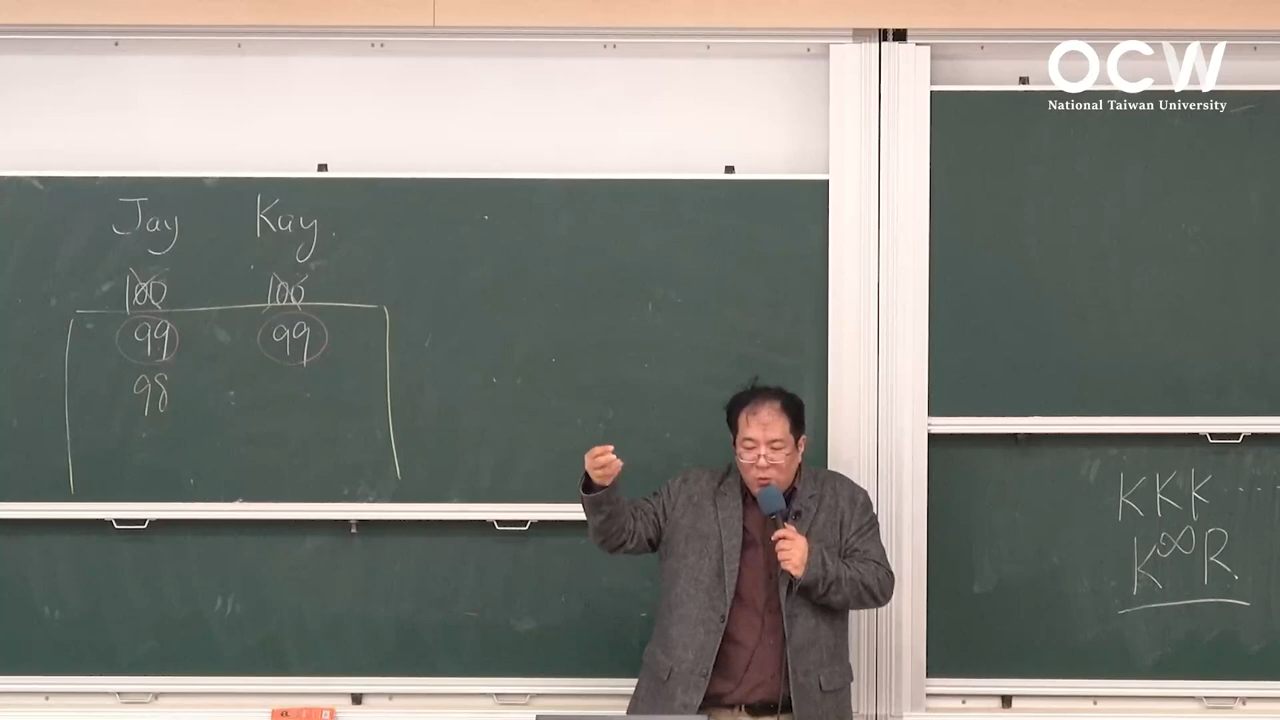 OCW
National Taiwan University
Jay Kay.
100 100
99 99
98
KKK ...
K∞R